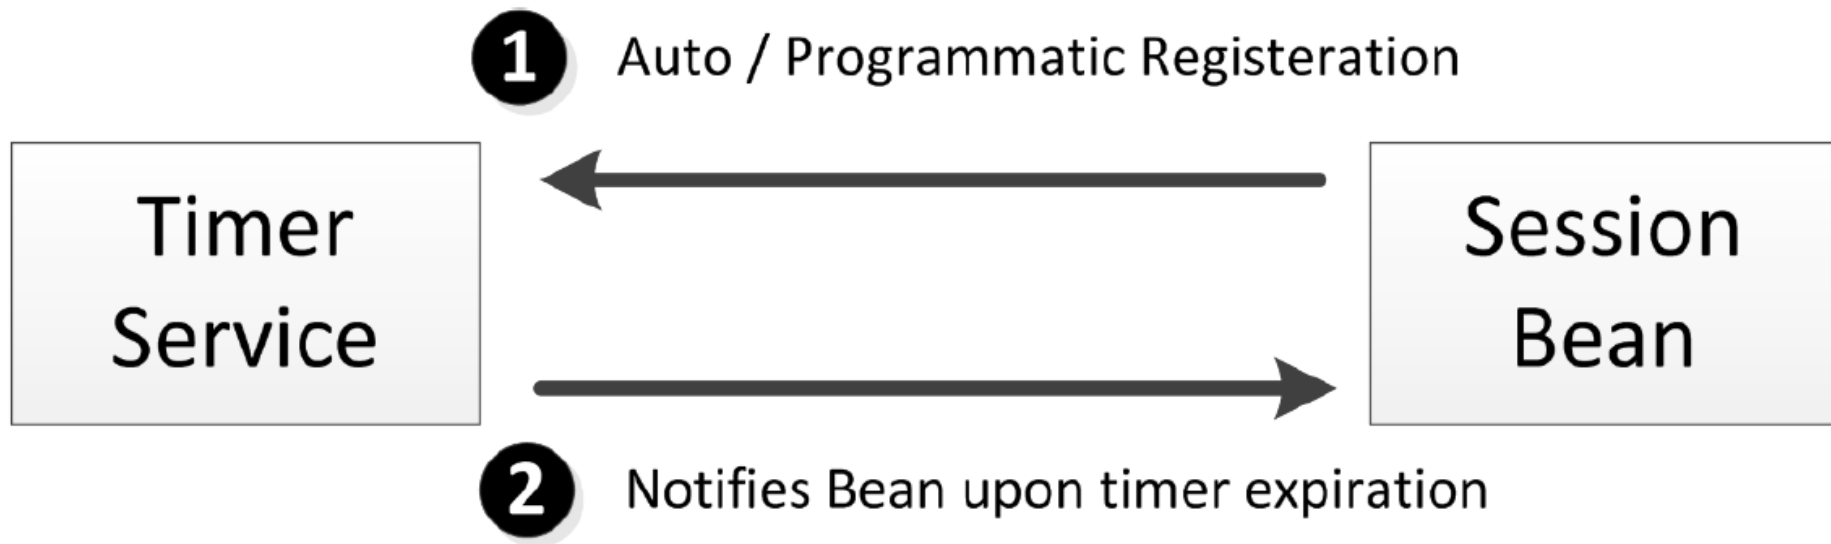 1 Auto / Programmatic Registeration
Timer
Service
Session
Bean
2 Notifies Bean upon timer expiration